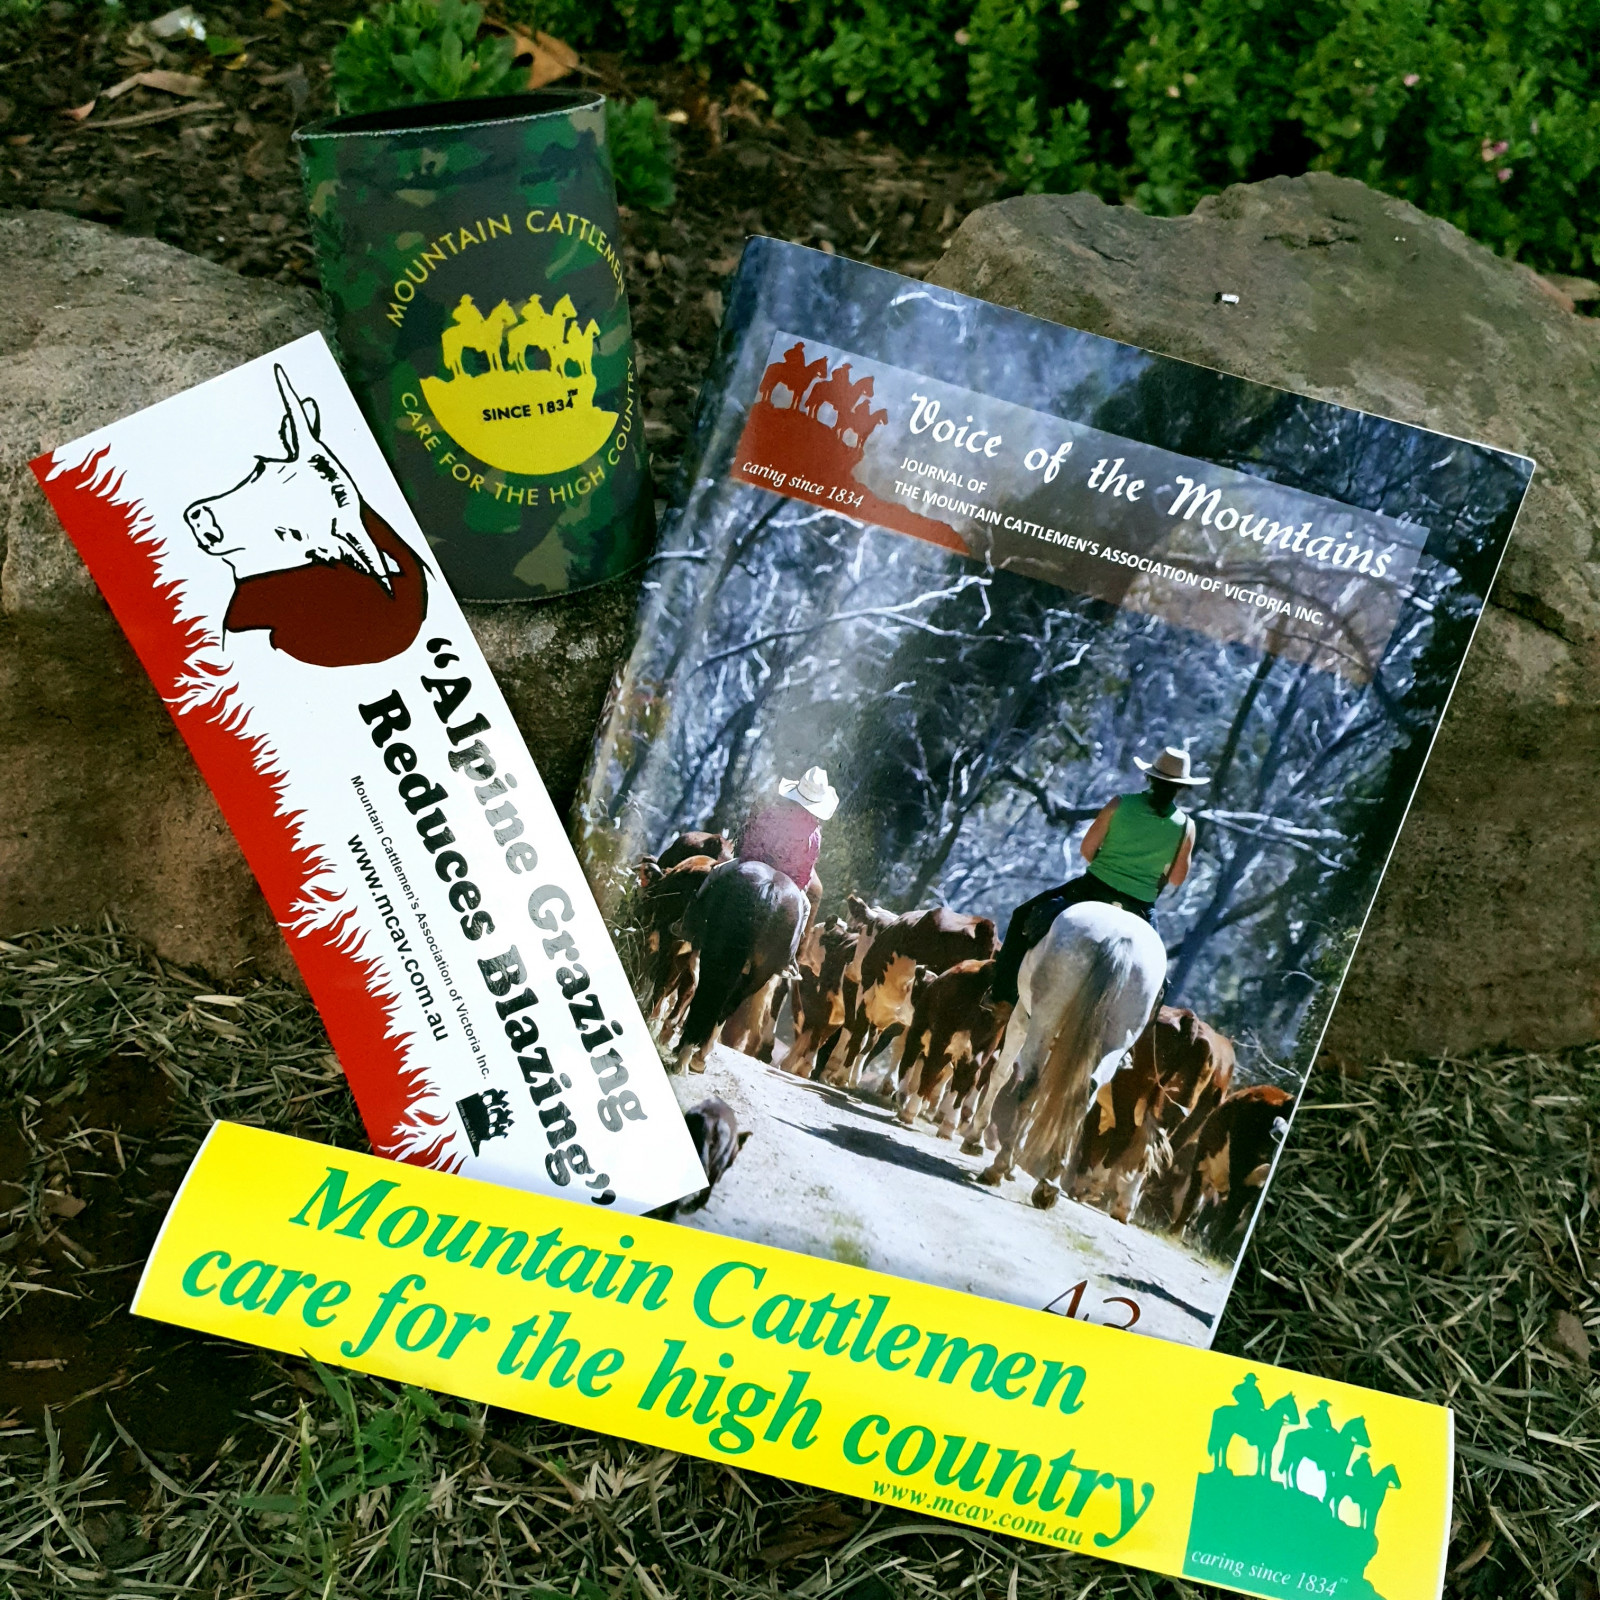 MOUNTAIN CATTLEMEN
SINCE 1834
CARE FOR THE HIGH COUNTRY
Voice of the Mountains
JOURNAL OF
THE MOUNTAIN CATTLEMEN'S ASSOCIATION OF VICTORIA INC.
caring since 1834
43
“Alpine Grazing
Reduces Blazing”
Mountain Cattlemen's Association of Victoria Inc.
www.mcav.com.au
Mountain Cattlemen
care for the high country
www.mcav.com.au
caring since 1834™